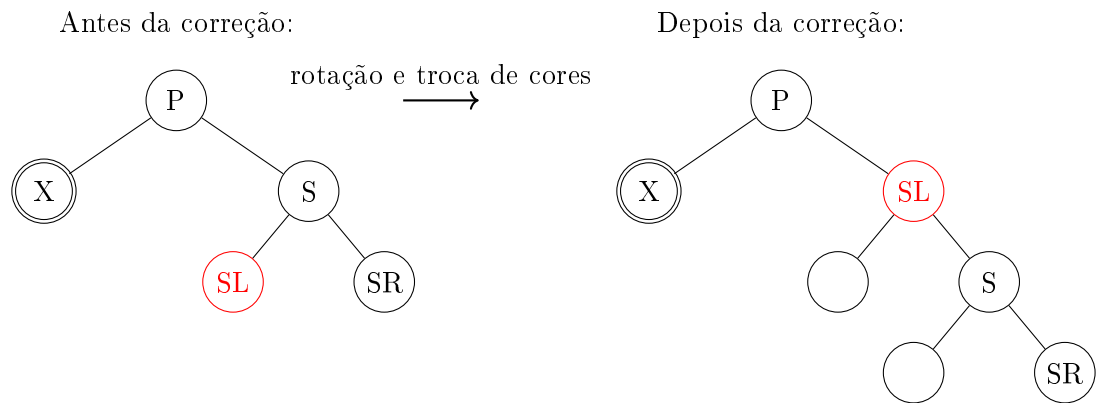 Antes da correção:
Depois da correção:
rotação e troca de cores
P
P
X
S
X
SL
SL
SR
S
SR